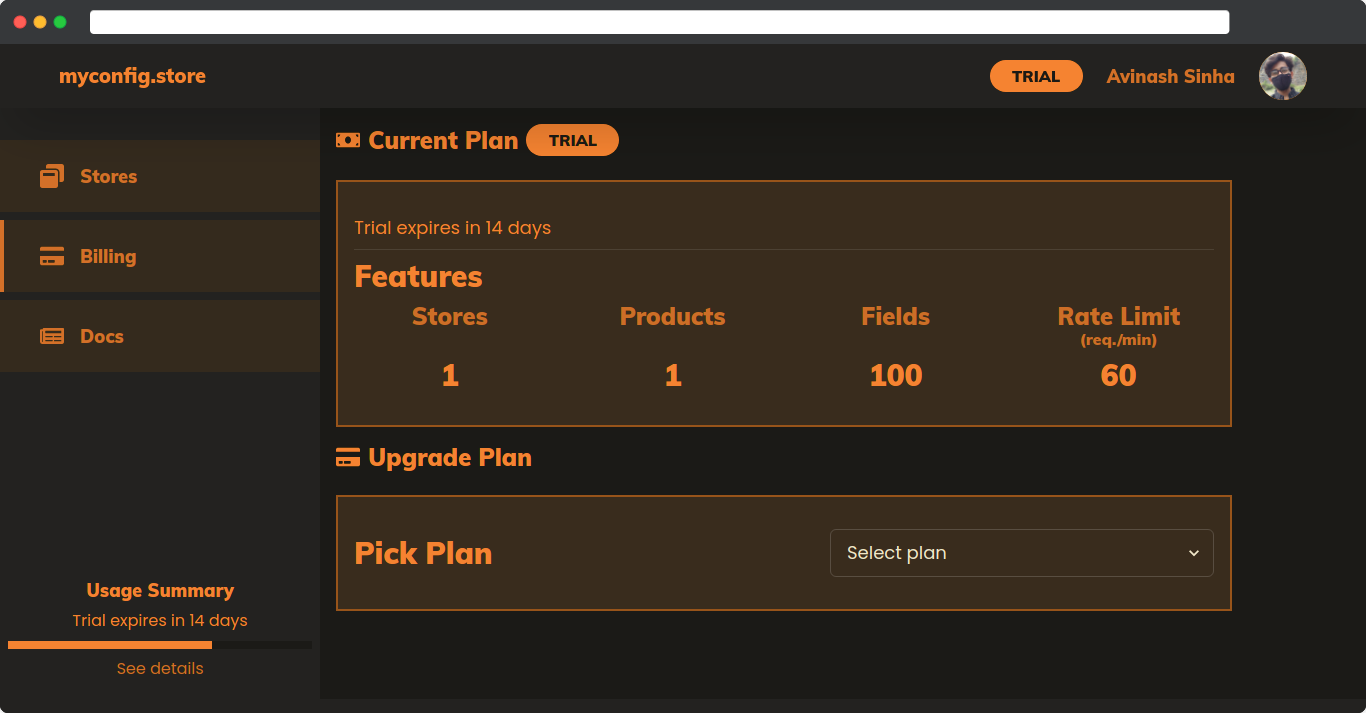 myconfig.store
TRIAL
Avinash Sinha
Stores
Billing
Docs
Usage Summary
Trial expires in 14 days
See details
Current Plan
TRIAL
Trial expires in 14 days
Features
Stores Products Fields Rate Limit
(req./min)
1 1 100 60
Upgrade Plan
Pick Plan
Select plan